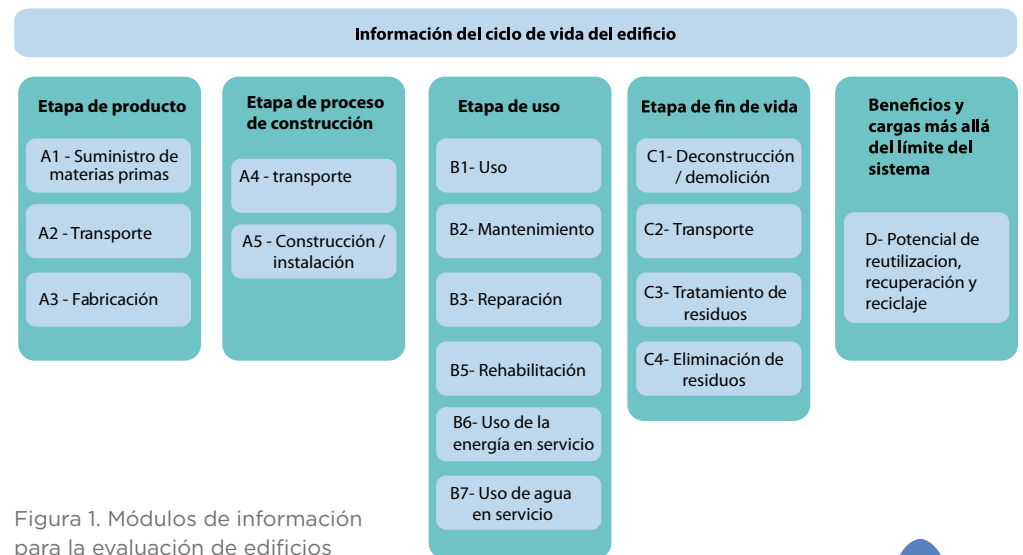 Información del ciclo de vida del edificio
Etapa de producto
A1 - Suministro de
materias primas
A2 - Transporte
A3 - Fabricación
Etapa de proceso
de construcción
A4 - transporte
A5 - Construcción /
instalación
Etapa de uso
B1- Uso
B2- Mantenimiento
B3- Reparación
B5- Rehabilitación
B6- Uso de la
energía en servicio
B7- Uso de agua
en servicio
Etapa de fin de vida
C1- Deconstrucción
/ demolición
C2- Transporte
C3- Tratamiento de
residuos
C4- Eliminación de
residuos
Beneficios y
cargas más allá
del límite del
sistema
D- Potencial de
reutilizacion,
recuperación y
reciclaje
Figura 1. Módulos de información
para la evaluación de edificios